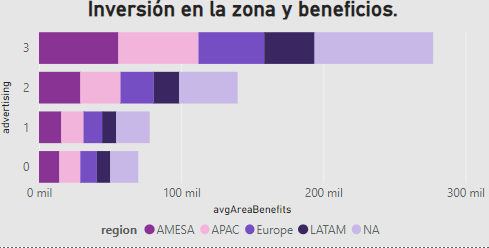 Inversión en la zona y beneficios.
advertising
3
2
1
0
0 mil 100 mil 200 mil 300 mil
avgAreaBenefits
region AMESA APAC Europe LATAM NA